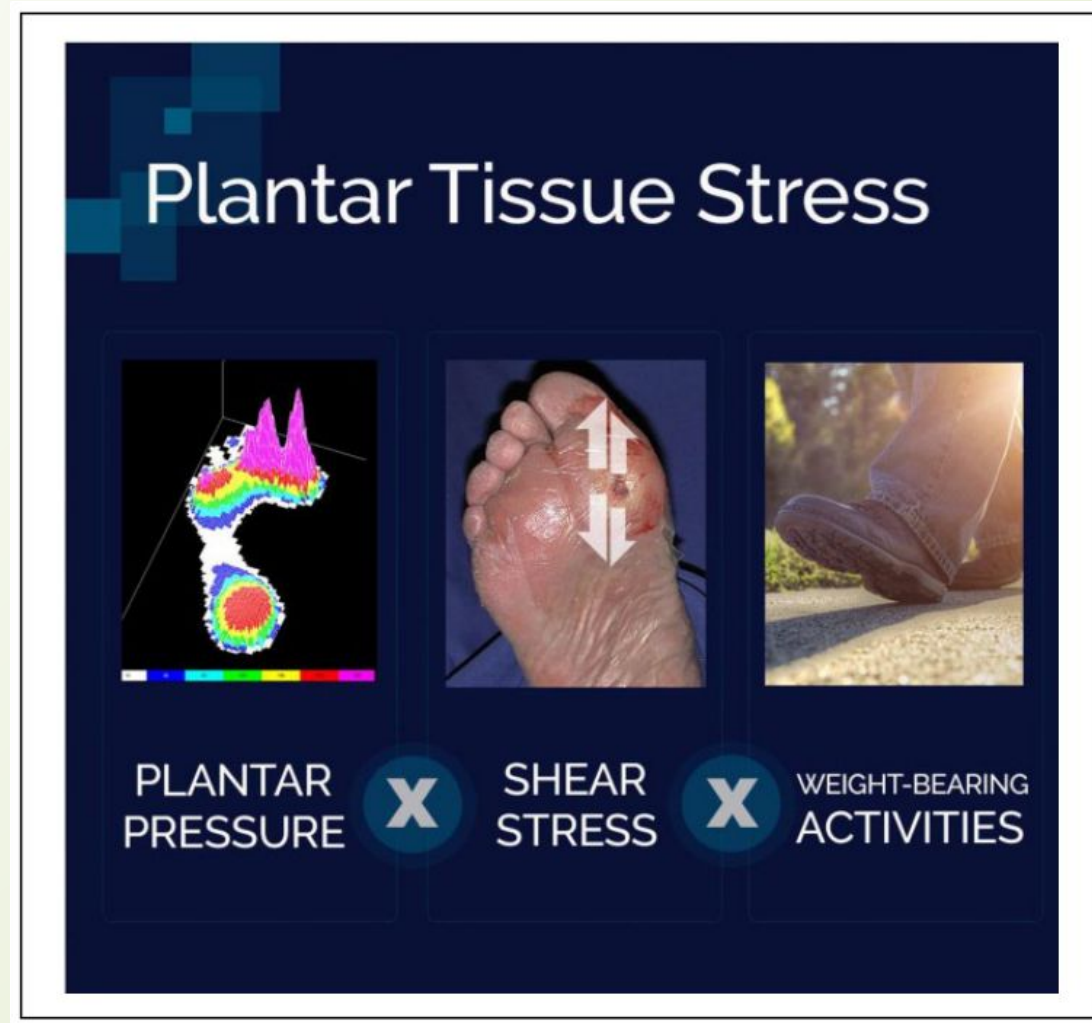 Plantar Tissue Stress
PLANTAR
PRESSURE
X
SHEAR
STRESS
X
WEIGHT-BEARING
ACTIVITIES